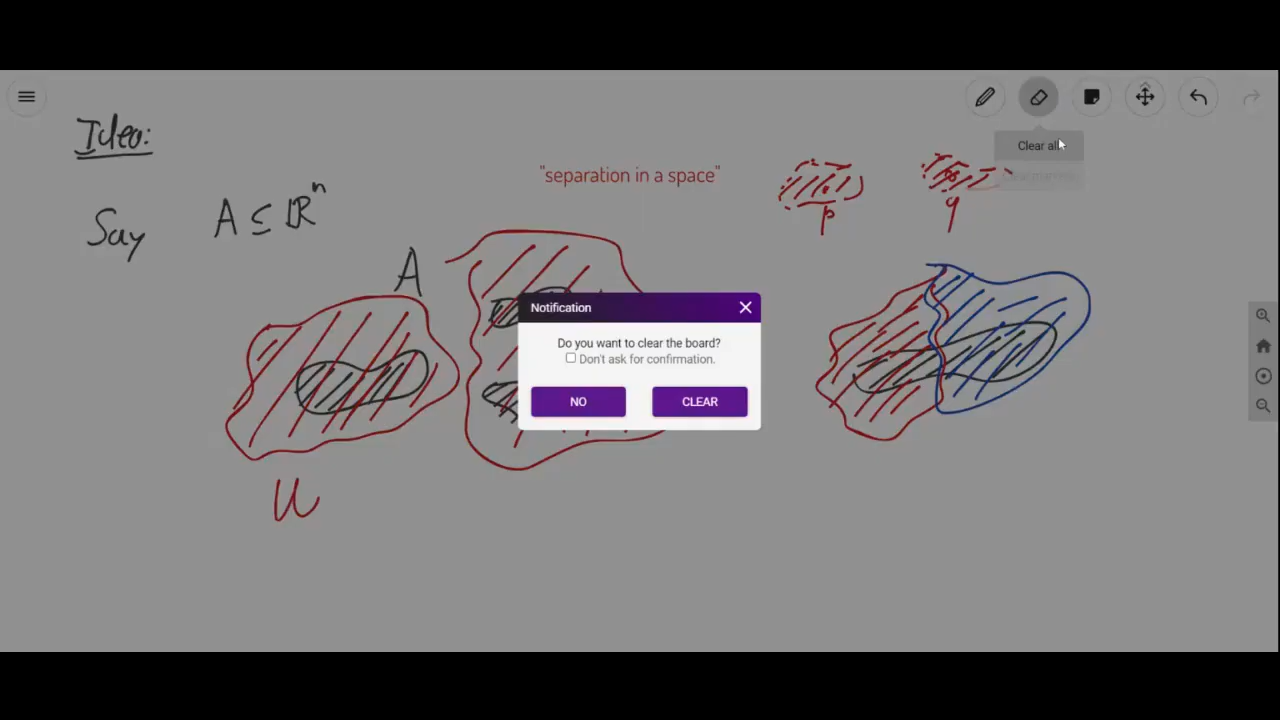 Idea:
"separation in a space"
Say A ⊆ ℝⁿ
p
q
A
U
Clear all
Notification
Do you want to clear the board?
Don't ask for confirmation.
NO
CLEAR